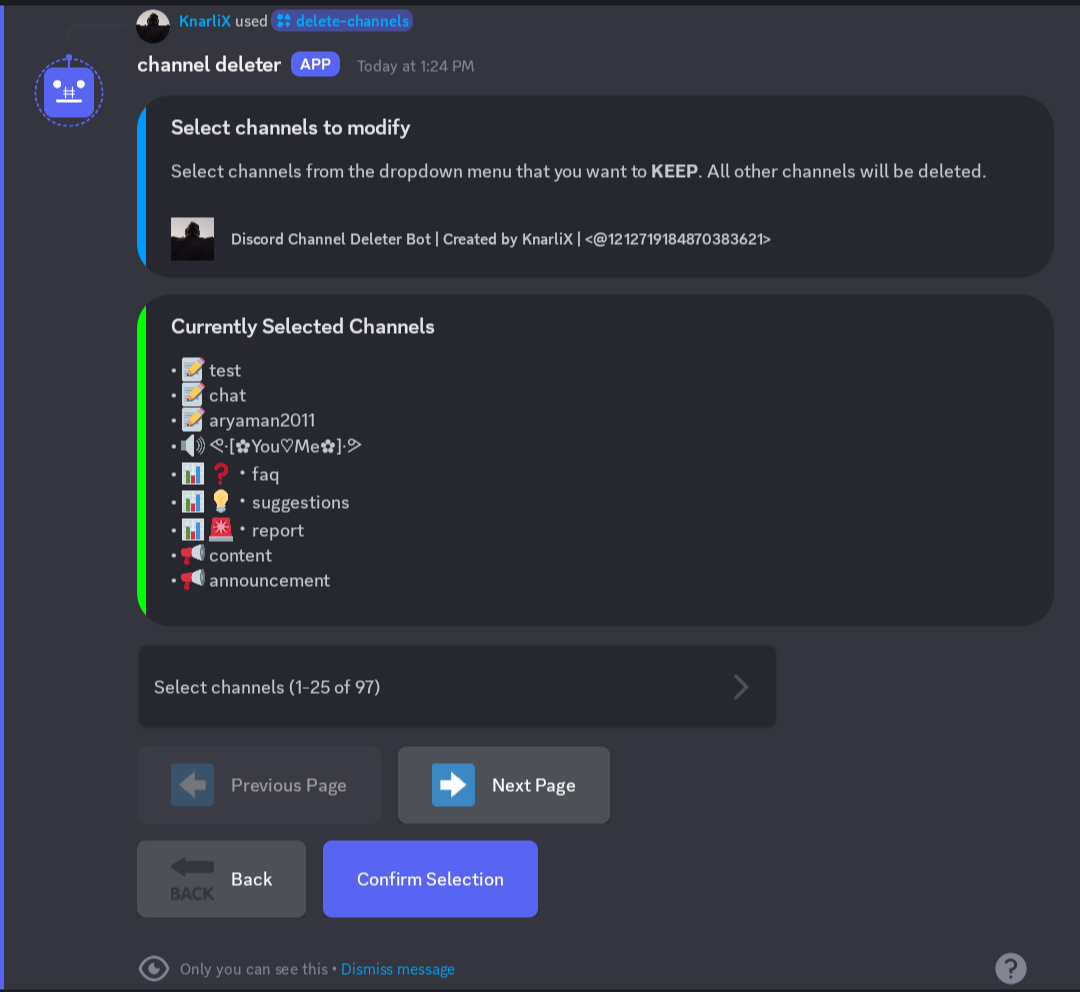 KnarliX used delete-channels
channel deleter APP Today at 1:24 PM
Select channels to modify
Select channels from the dropdown menu that you want to KEEP. All other channels will be deleted.
Discord Channel Deleter Bot | Created by KnarliX | <@1212719184870383621>
Currently Selected Channels
• 📝 test
• 📝 chat
• 📝 aryaman2011
• 🔊 ·[✿You♡Me✿]·
• 📊 ❓・faq
• 📊 💡・suggestions
• 📊 🚨・report
• 📢 content
• 📢 announcement
Select channels (1-25 of 97)
Previous Page
Next Page
BACK Back
Confirm Selection
Only you can see this • Dismiss message
?